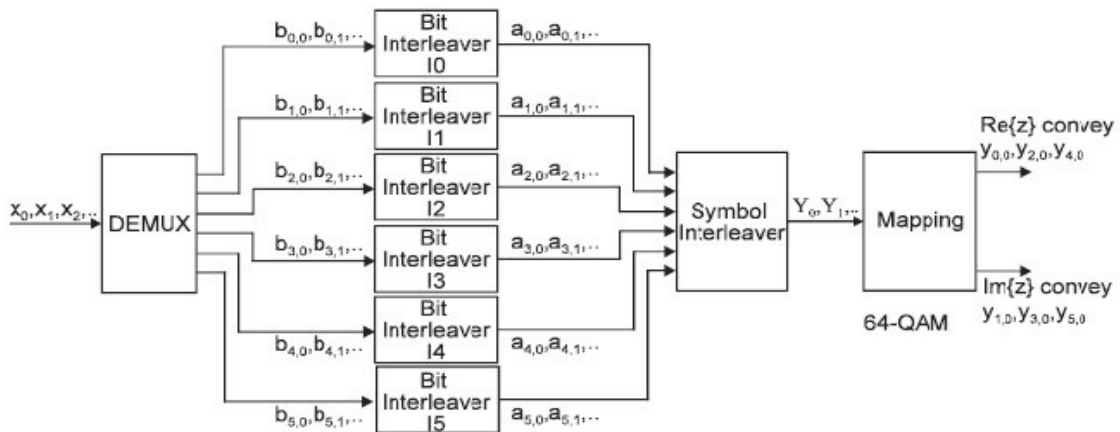 b0,0,b0,1,..
Bit
Interleaver
I0
a0,0,a0,1,..
b1,0,b1,1,..
Bit
Interleaver
I1
a1,0,a1,1,..
b2,0,b2,1,..
Bit
Interleaver
I2
a2,0,a2,1,..
x0,x1,x2,..
DEMUX
b3,0,b3,1,..
Bit
Interleaver
I3
a3,0,a3,1,..
b4,0,b4,1,..
Bit
Interleaver
I4
a4,0,a4,1,..
b5,0,b5,1,..
Bit
Interleaver
I5
a5,0,a5,1,..
Symbol
Interleaver
Y0,Y1,..
Mapping
64-QAM
Re{z} convey
y0,0,y2,0,y4,0
Im{z} convey
y1,0,y3,0,y5,0